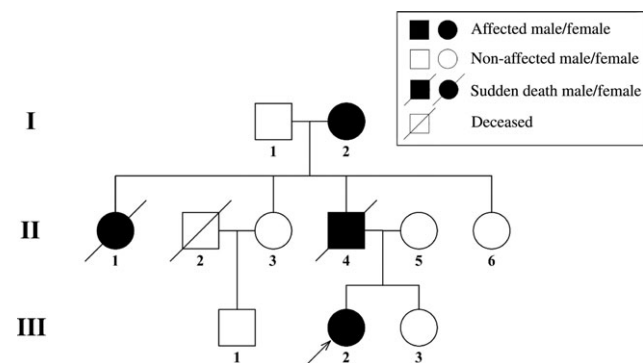 Affected male/female
Non-affected male/female
Sudden death male/female
Deceased
I
1 2
II
1 2 3 4 5 6
III
1 2 3